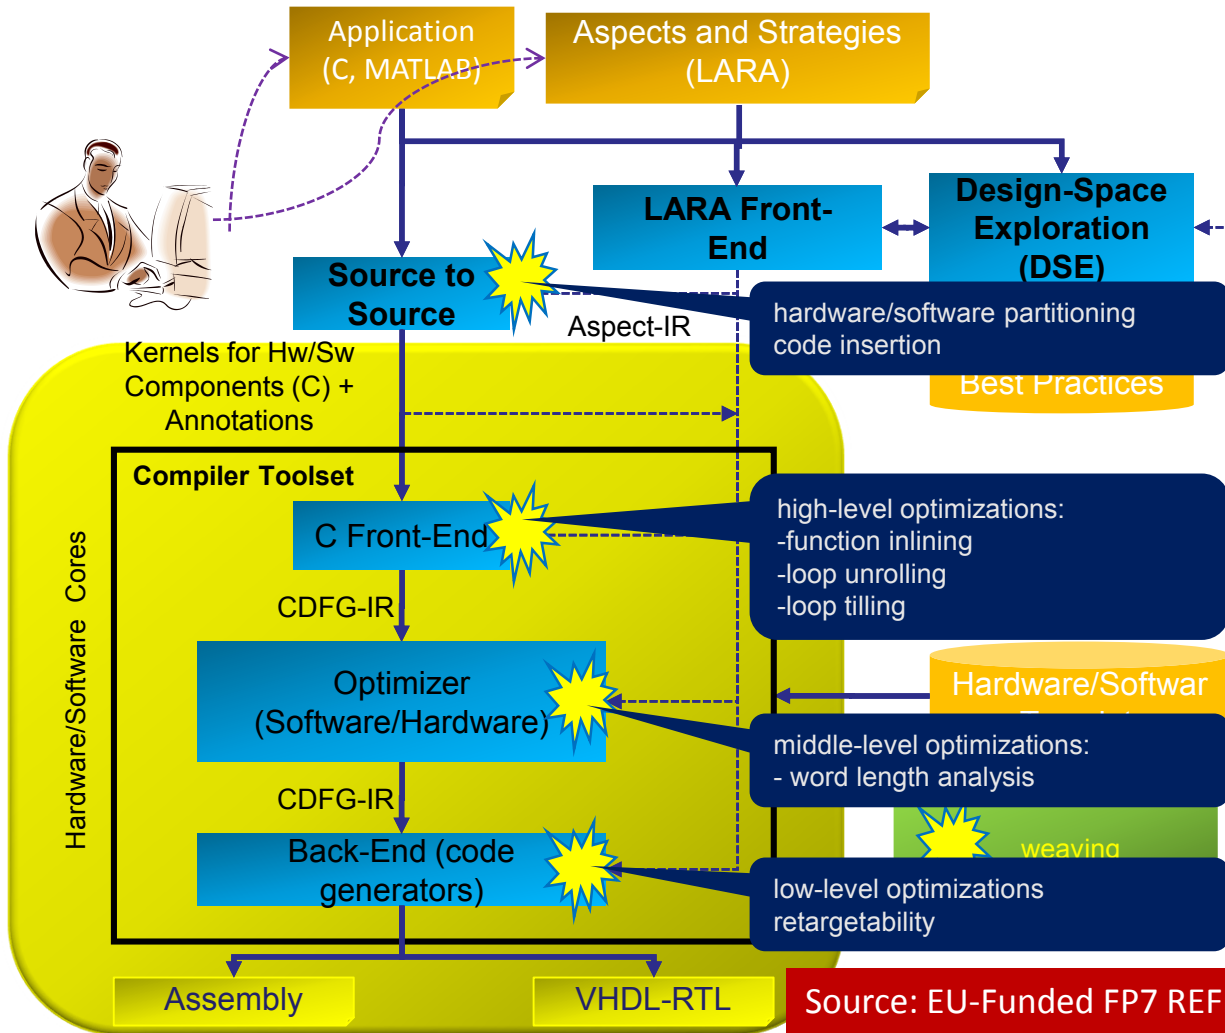 Application
(C, MATLAB)
Aspects and Strategies
(LARA)
LARA Front-
End
Design-Space
Exploration
(DSE)
Source to
Source
Aspect-IR
hardware/software partitioning
code insertion
Best Practices
Kernels for Hw/Sw
Components (C) +
Annotations
Compiler Toolset
Hardware/Software Cores
C Front-End
high-level optimizations:
-function inlining
-loop unrolling
-loop tilling
CDFG-IR
Optimizer
(Software/Hardware)
Hardware/Softwar
middle-level optimizations:
- word length analysis
CDFG-IR
Back-End (code
generators)
weaving
low-level optimizations
retargetability
Assembly
VHDL-RTL
Source: EU-Funded FP7 REF